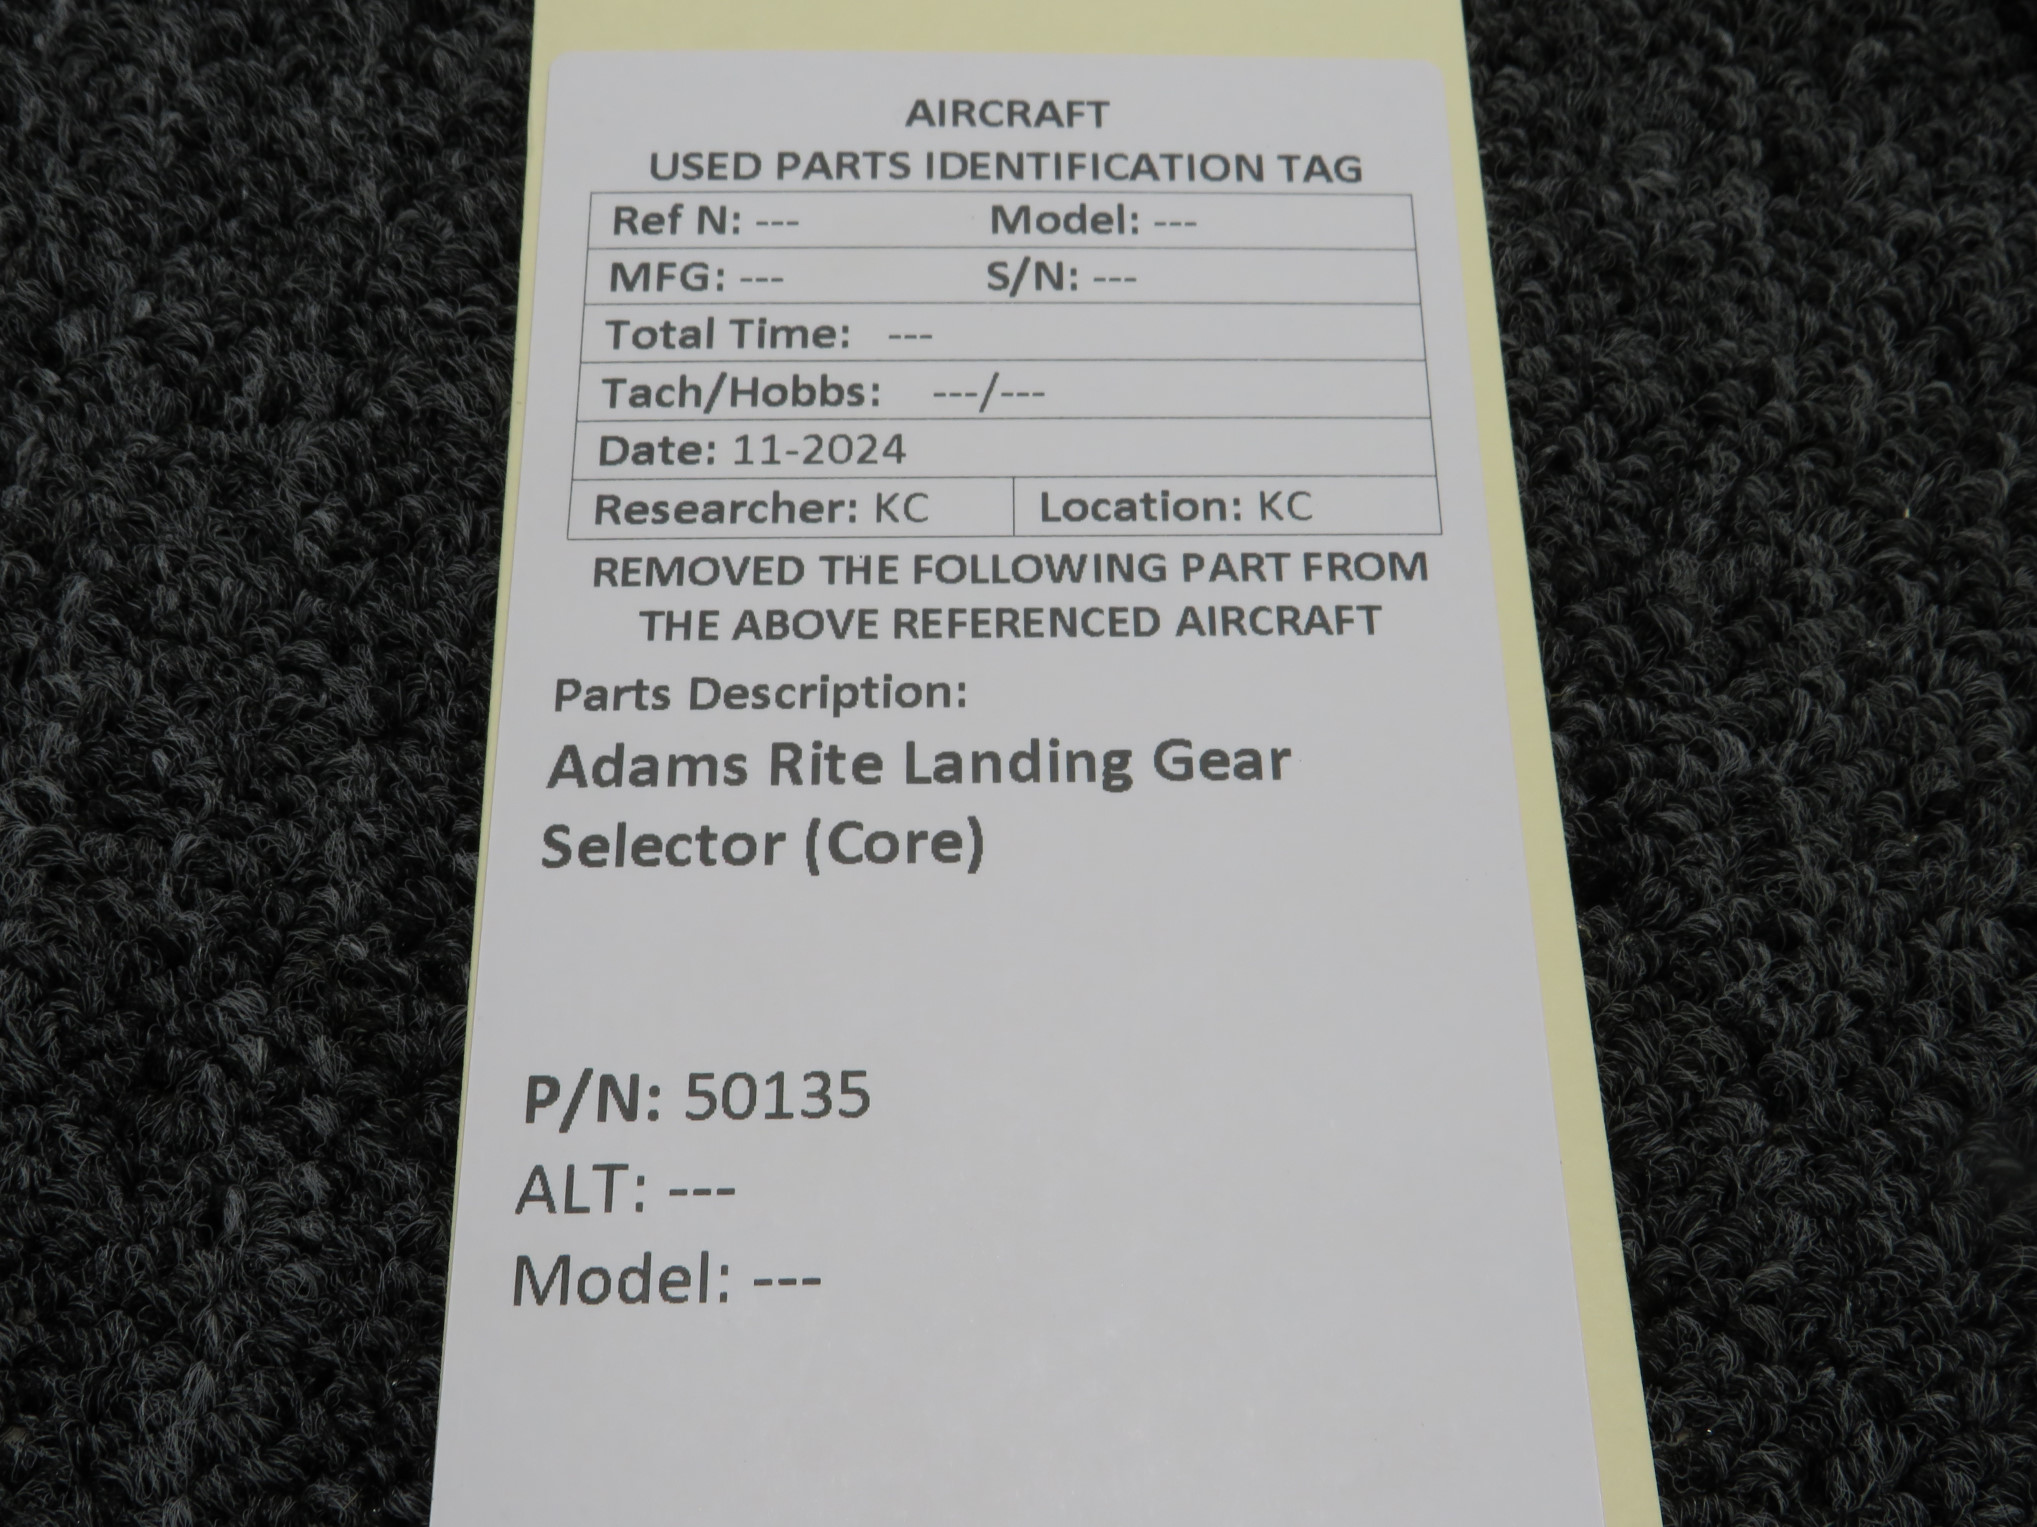 AIRCRAFT
USED PARTS IDENTIFICATION TAG
Ref N: --- Model: ---
MFG: --- S/N: ---
Total Time: ---
Tach/Hobbs: ---/---
Date: 11-2024
Researcher: KC Location: KC
REMOVED THE FOLLOWING PART FROM
THE ABOVE REFERENCED AIRCRAFT
Parts Description:
Adams Rite Landing Gear
Selector (Core)
P/N: 50135
ALT: ---
Model: ---